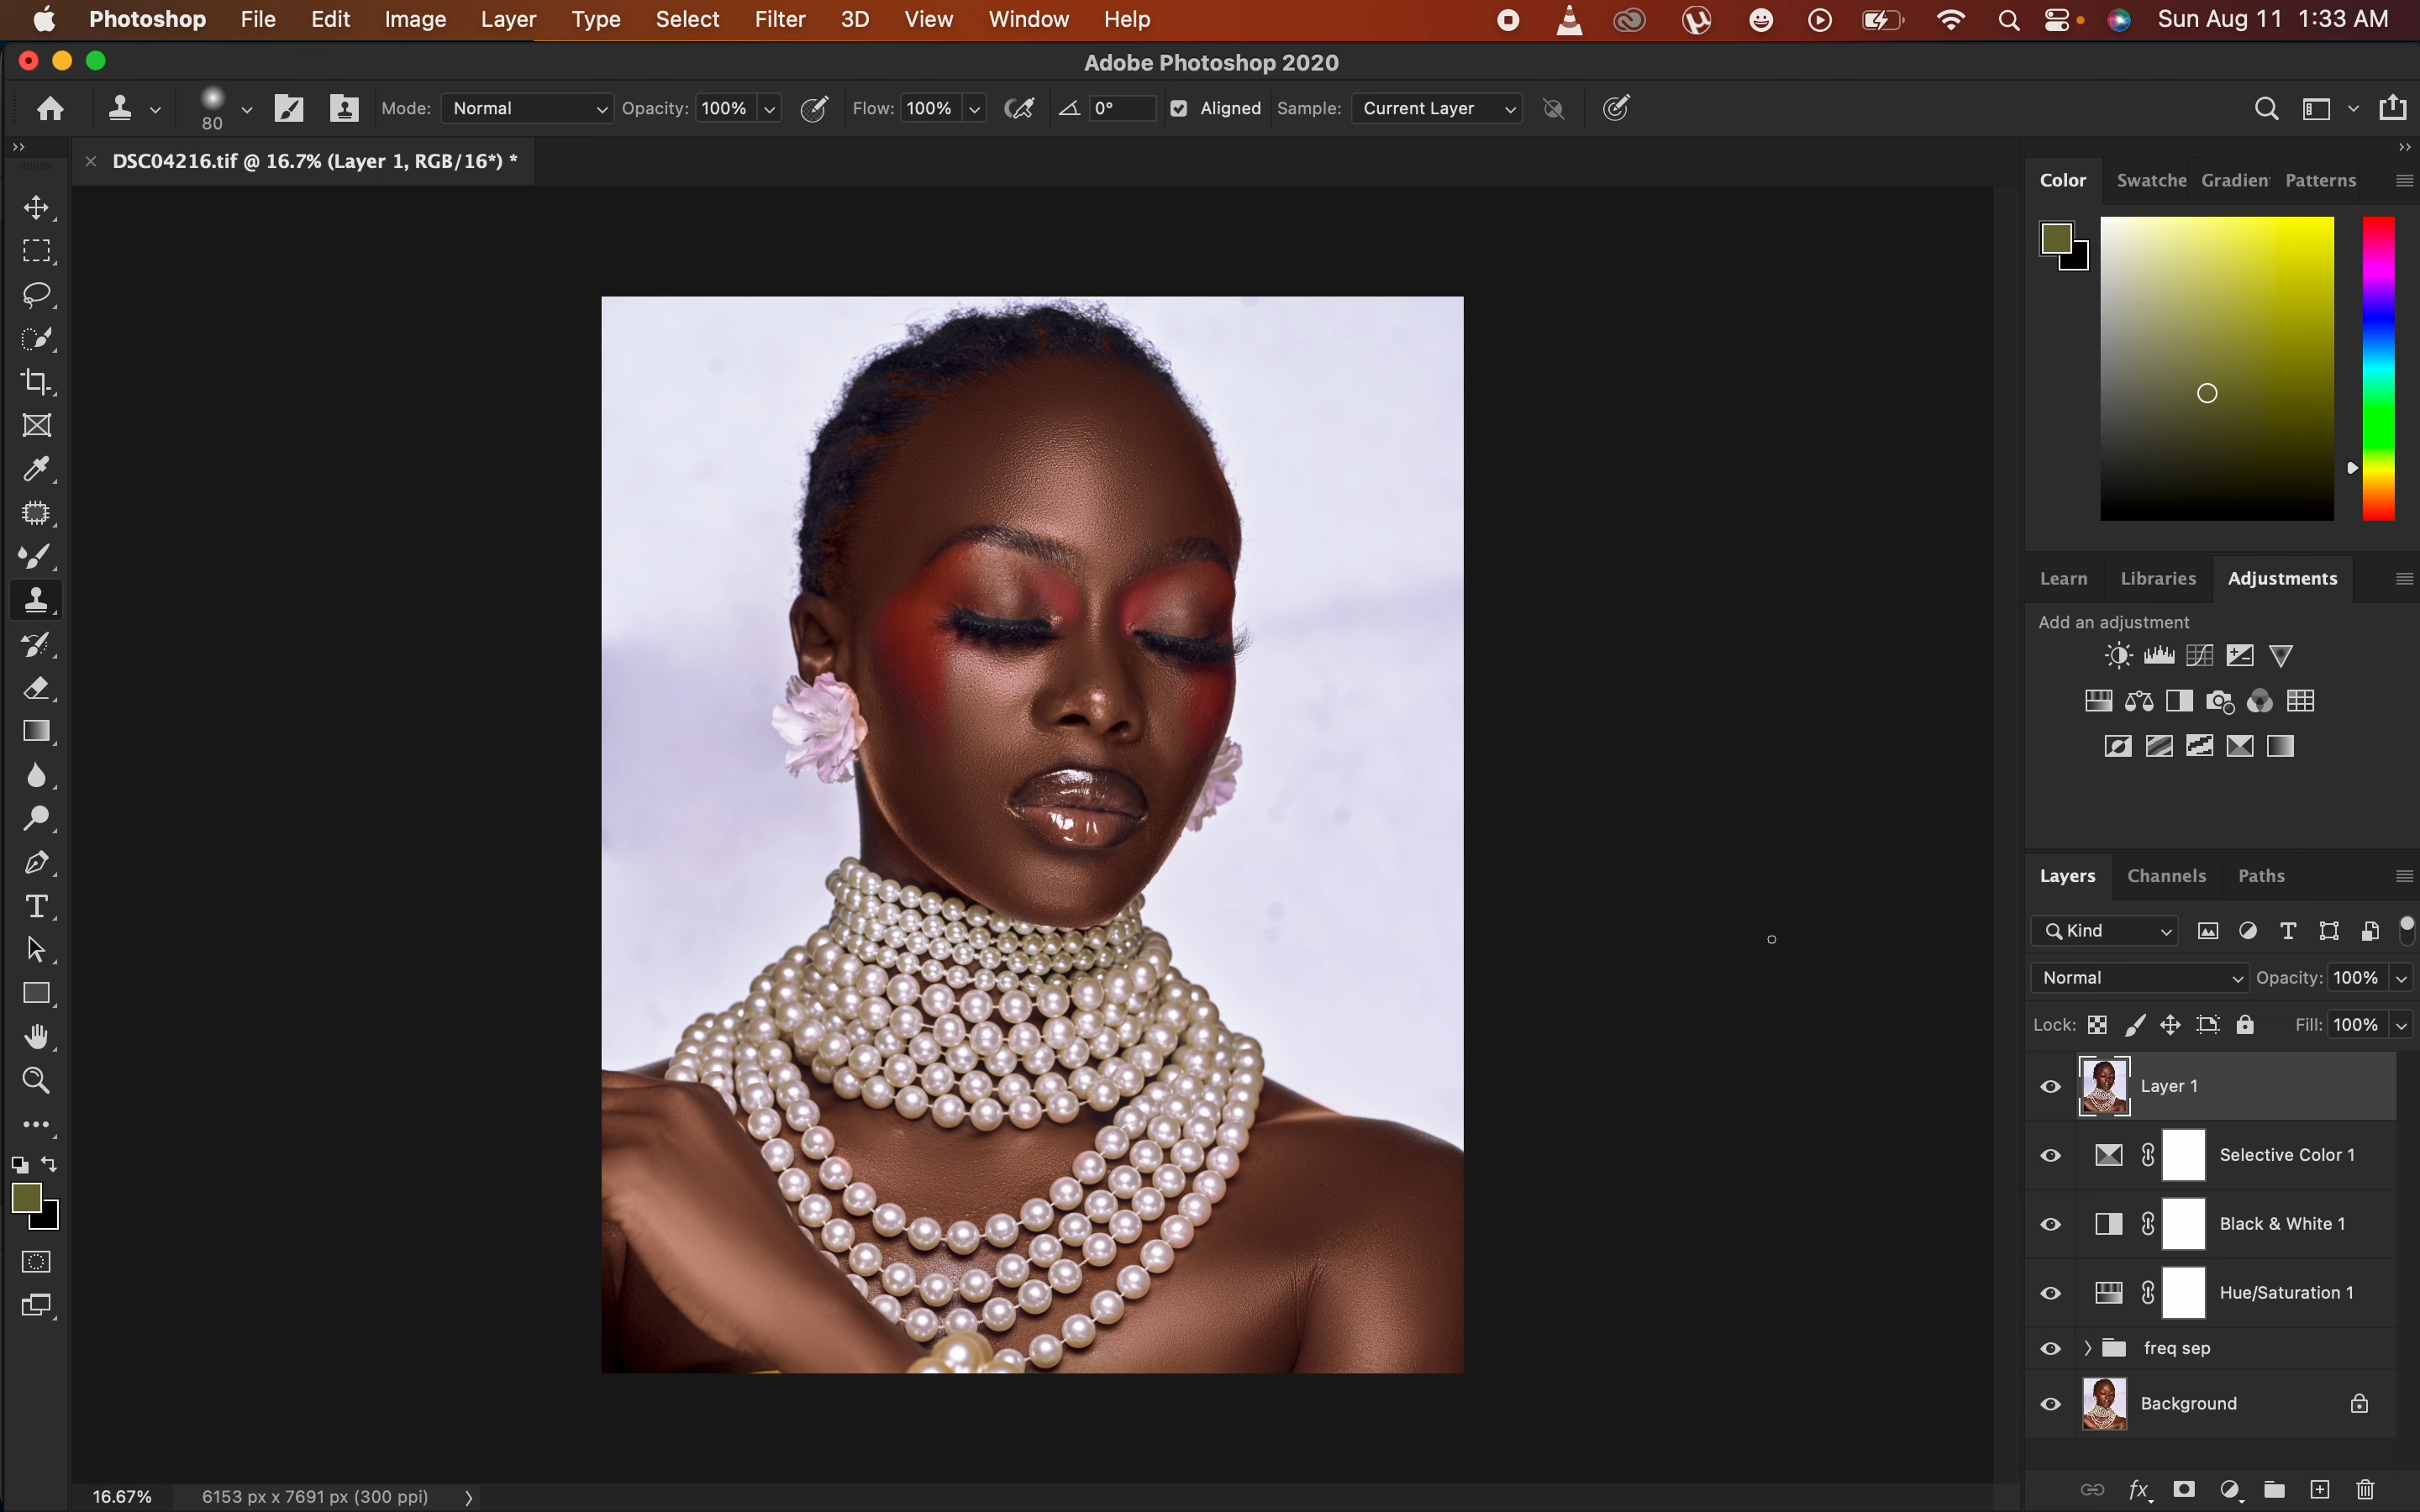 Photoshop File Edit Image Layer Type Select Filter 3D View Window Help Sun Aug 11 1:33 AM
Adobe Photoshop 2020
80 Mode: Normal Opacity: 100% Flow: 100% 0° Aligned Sample: Current Layer
DSC04216.tif @ 16.7% (Layer 1, RGB/16*) *
Color Swatche Gradien Patterns
Learn Libraries Adjustments
Add an adjustment
Layers Channels Paths
Kind
Normal Opacity: 100%
Lock: Fill: 100%
Layer 1
Selective Color 1
Black & White 1
Hue/Saturation 1
freq sep
Background
fx
16.67% 6153 px x 7691 px (300 ppi)